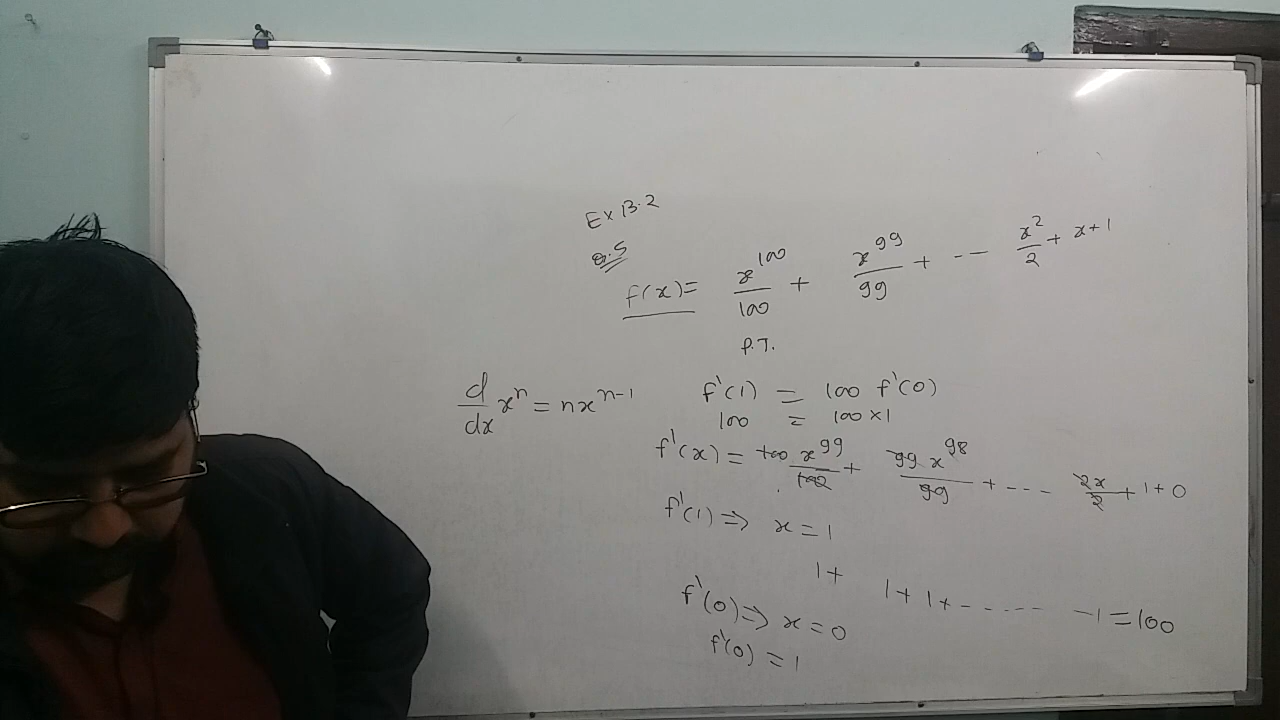 Ex 13.2
Q.5
f(x) = x^100/100 + x^99/99 + --- x^2/2 + x+1
P.T.
d/dx x^n = nx^(n-1)
f'(1) = 100 f'(0)
100 = 100×1
f'(x) = 100 x^99/100 + 99 x^98/99 + ---- 2x/2 + 1+0
f'(1) ⇒ x=1
1+ 1+ 1+ ------ -1 = 100
f'(0) ⇒ x=0
f'(0) = 1